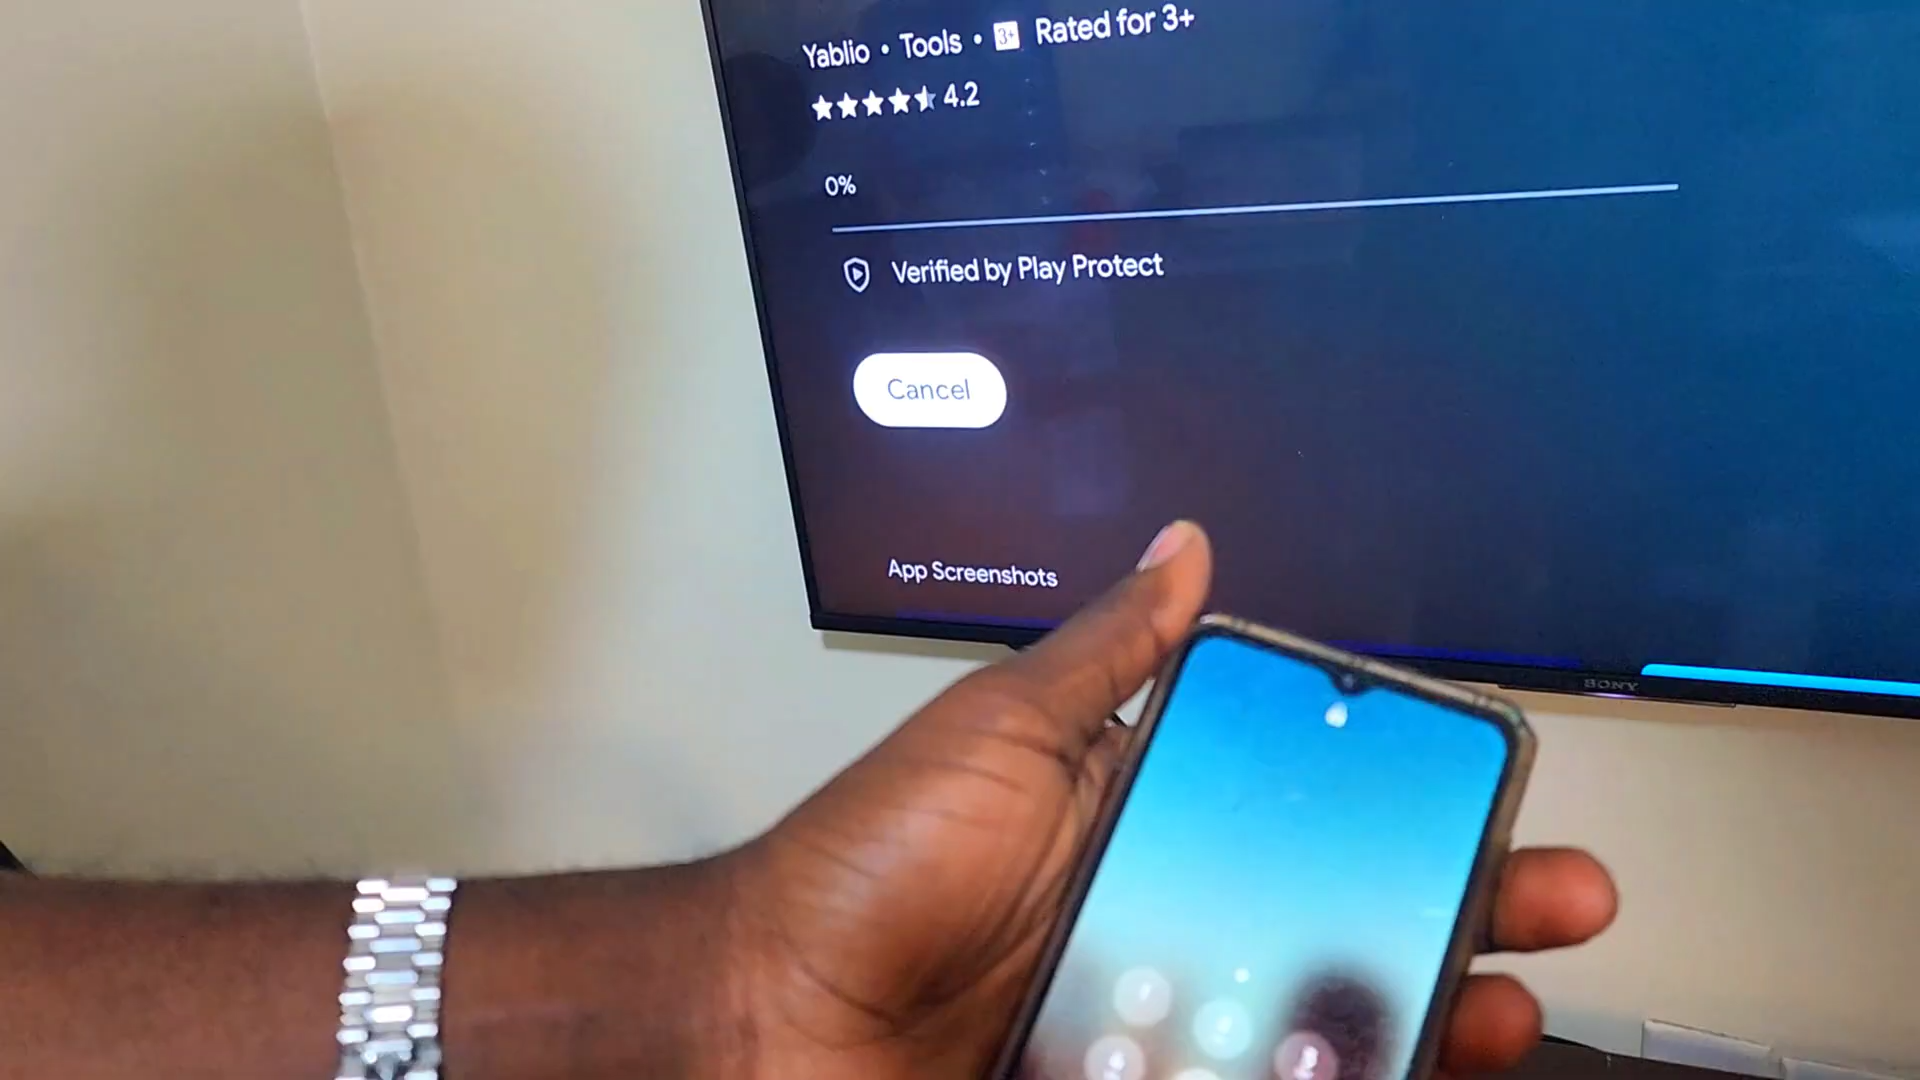 Yablio • Tools • 3+ Rated for 3+
4.2
0%
Verified by Play Protect
Cancel
App Screenshots
SONY